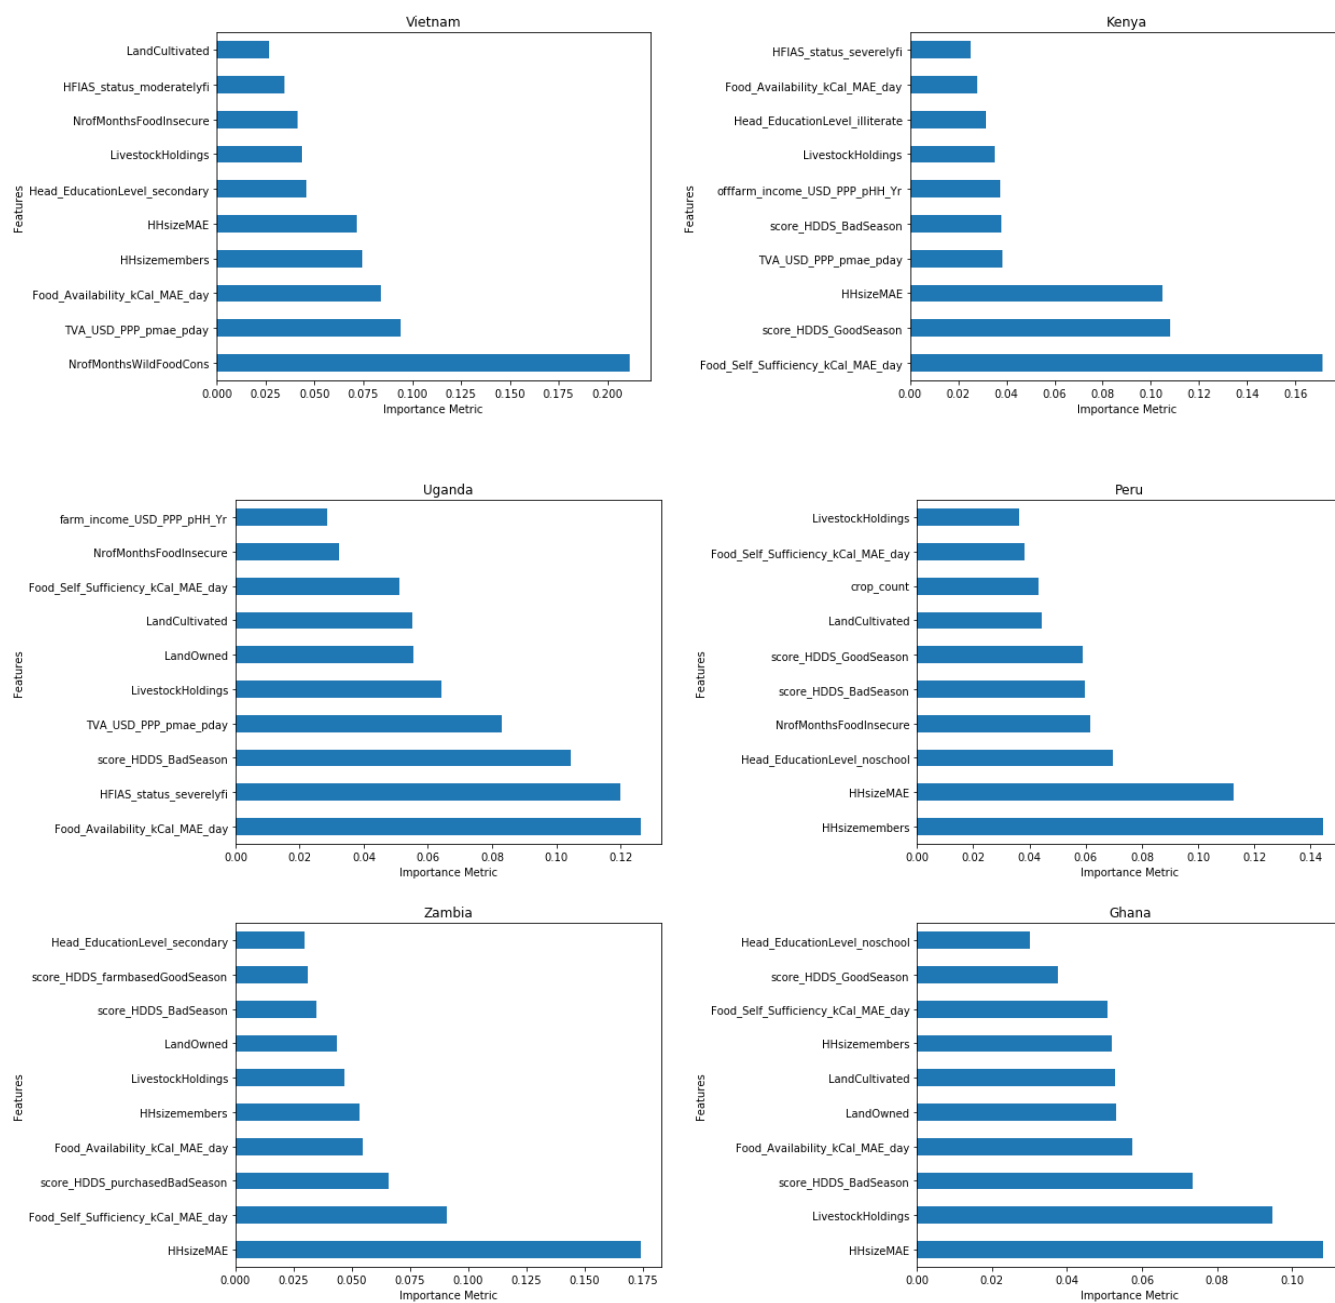 Vietnam
LandCultivated
HFIAS_status_moderatelyfi
NrofMonthsFoodInsecure
LivestockHoldings
Head_EducationLevel_secondary
HHsizeMAE
HHsizemembers
Food_Availability_kCal_MAE_day
TVA_USD_PPP_pmae_pday
NrofMonthsWildFoodCons
Features
0.000 0.025 0.050 0.075 0.100 0.125 0.150 0.175 0.200
Importance Metric
Kenya
HFIAS_status_severelyfi
Food_Availability_kCal_MAE_day
Head_EducationLevel_illiterate
LivestockHoldings
offfarm_income_USD_PPP_pHH_Yr
score_HDDS_BadSeason
TVA_USD_PPP_pmae_pday
HHsizeMAE
score_HDDS_GoodSeason
Food_Self_Sufficiency_kCal_MAE_day
Features
0.00 0.02 0.04 0.06 0.08 0.10 0.12 0.14 0.16
Importance Metric
Uganda
farm_income_USD_PPP_pHH_Yr
NrofMonthsFoodInsecure
Food_Self_Sufficiency_kCal_MAE_day
LandCultivated
LandOwned
LivestockHoldings
TVA_USD_PPP_pmae_pday
score_HDDS_BadSeason
HFIAS_status_severelyfi
Food_Availability_kCal_MAE_day
Features
0.00 0.02 0.04 0.06 0.08 0.10 0.12
Importance Metric
Peru
LivestockHoldings
Food_Self_Sufficiency_kCal_MAE_day
crop_count
LandCultivated
score_HDDS_GoodSeason
score_HDDS_BadSeason
NrofMonthsFoodInsecure
Head_EducationLevel_noschool
HHsizeMAE
HHsizemembers
Features
0.00 0.02 0.04 0.06 0.08 0.10 0.12 0.14
Importance Metric
Zambia
Head_EducationLevel_secondary
score_HDDS_farmbasedGoodSeason
score_HDDS_BadSeason
LandOwned
LivestockHoldings
HHsizemembers
Food_Availability_kCal_MAE_day
score_HDDS_purchasedBadSeason
Food_Self_Sufficiency_kCal_MAE_day
HHsizeMAE
Features
0.000 0.025 0.050 0.075 0.100 0.125 0.150 0.175
Importance Metric
Ghana
Head_EducationLevel_noschool
score_HDDS_GoodSeason
Food_Self_Sufficiency_kCal_MAE_day
HHsizemembers
LandCultivated
LandOwned
Food_Availability_kCal_MAE_day
score_HDDS_BadSeason
LivestockHoldings
HHsizeMAE
Features
0.00 0.02 0.04 0.06 0.08 0.10
Importance Metric